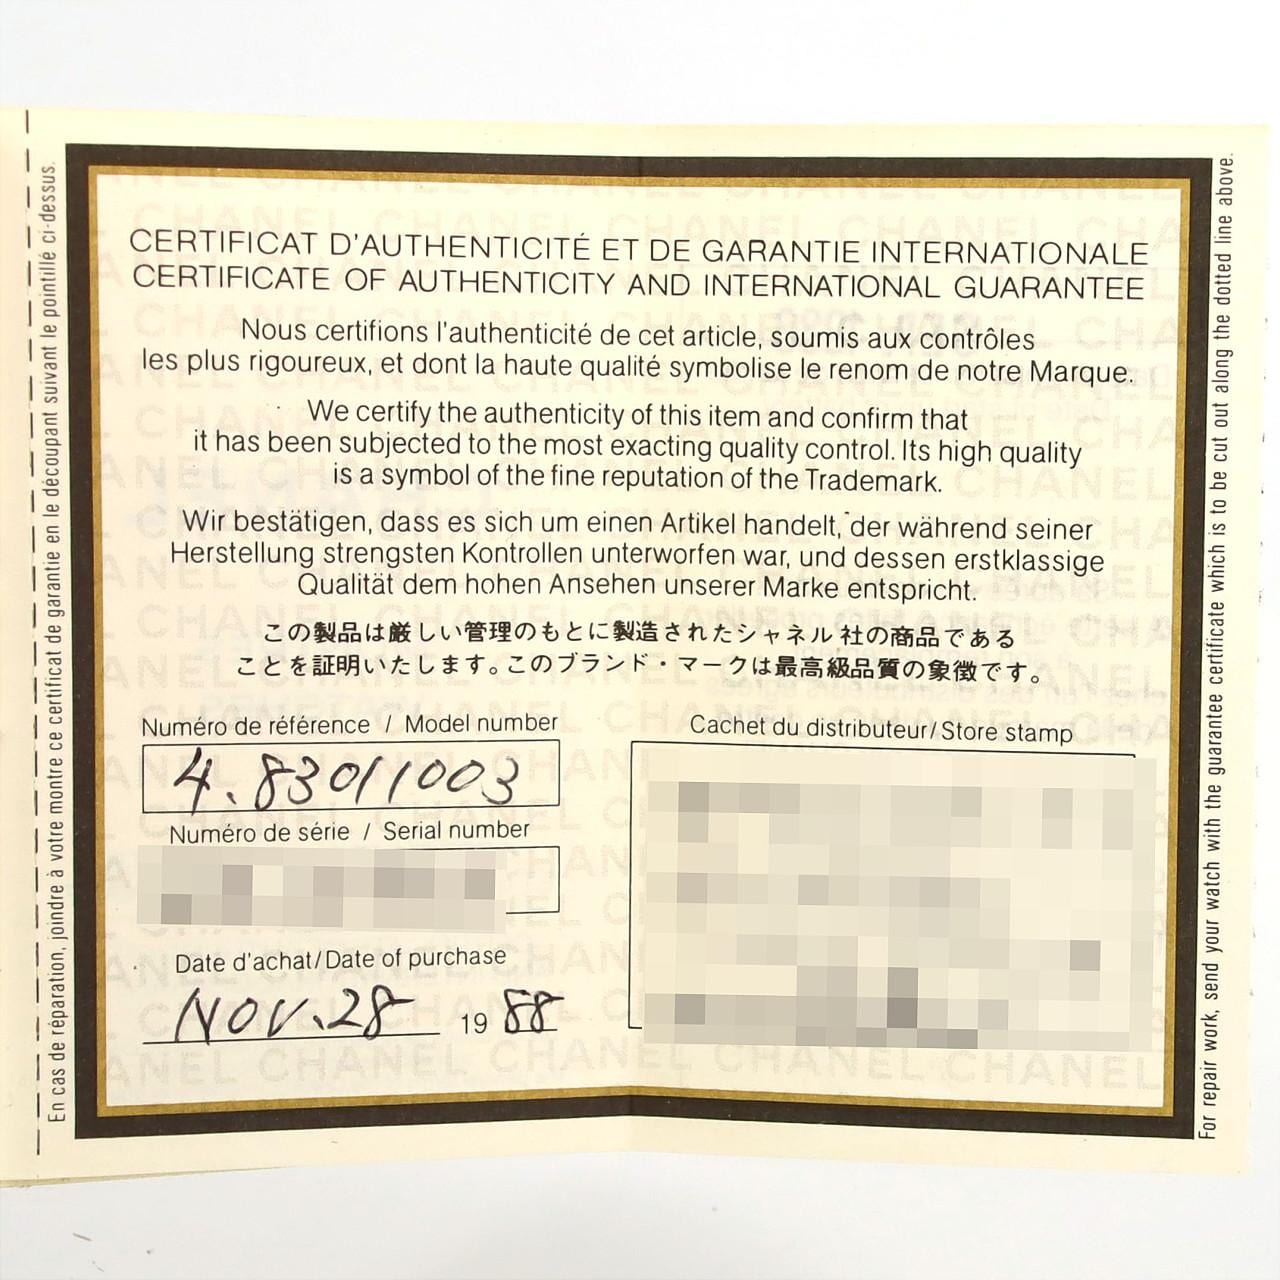 CERTIFICAT D'AUTHENTICITÉ ET DE GARANTIE INTERNATIONALE
CERTIFICATE OF AUTHENTICITY AND INTERNATIONAL GUARANTEE
Nous certifions l'authenticité de cet article, soumis aux contrôles
les plus rigoureux, et dont la haute qualité symbolise le renom de notre Marque.
We certify the authenticity of this item and confirm that
it has been subjected to the most exacting quality control. Its high quality
is a symbol of the fine reputation of the Trademark.
Wir bestätigen, dass es sich um einen Artikel handelt, der während seiner
Herstellung strengsten Kontrollen unterworfen war, und dessen erstklassige
Qualität dem hohen Ansehen unserer Marke entspricht.
この製品は厳しい管理のもとに製造されたシャネル社の商品である
ことを証明いたします。このブランド・マークは最高級品質の象徴です。
Numéro de référence / Model number
4.83011003
Numéro de série / Serial number
Date d'achat/Date of purchase
NOV.28 1988
Cachet du distributeur/Store stamp
En cas de réparation, joindre à votre montre ce certificat de garantie en le découpant suivant le pointillé ci-dessus.
For repair work, send your watch with the guarantee certificate which is to be cut out along the dotted line above.
CHANEL